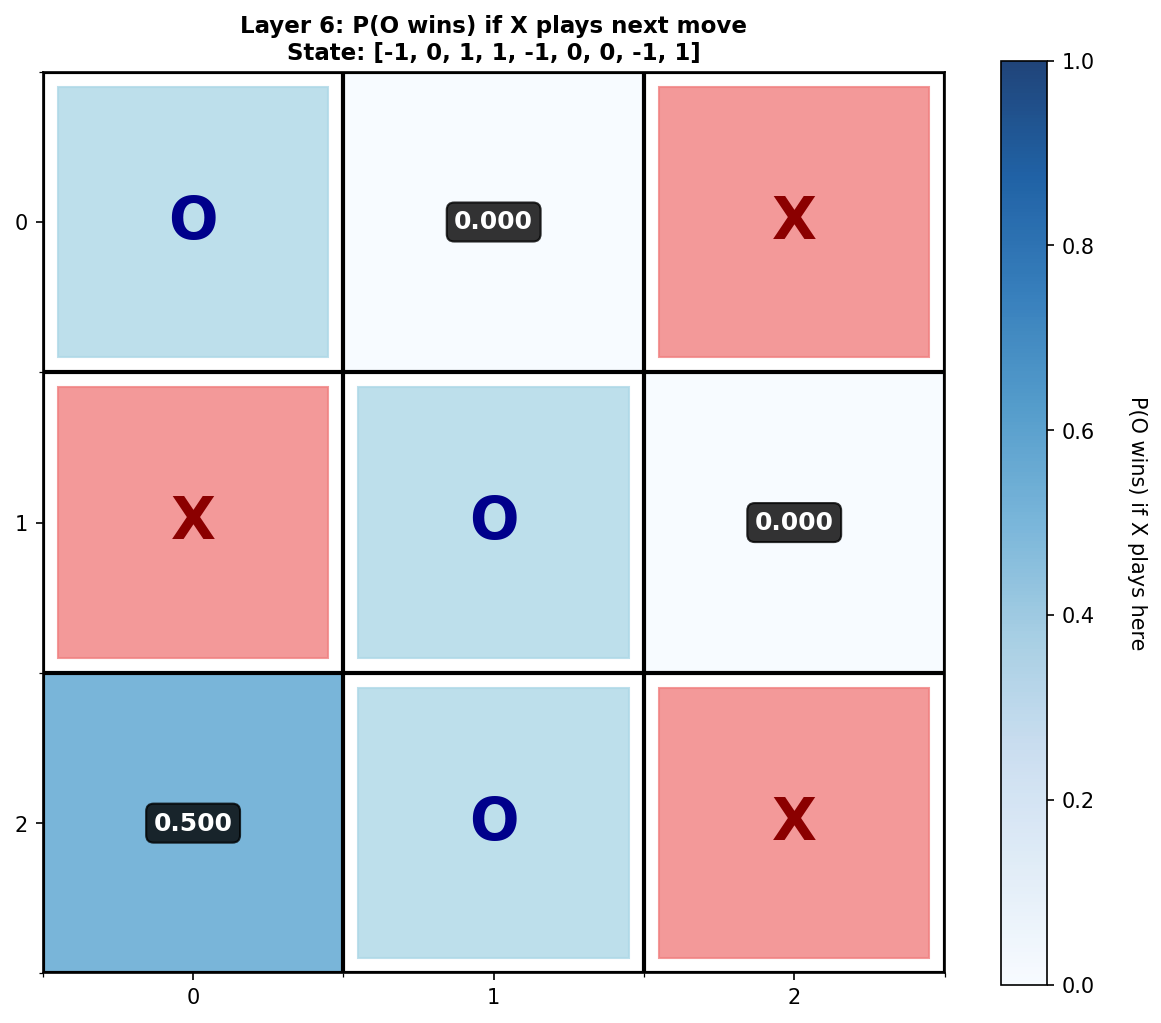 Layer 6: P(O wins) if X plays next move
State: [-1, 0, 1, 1, -1, 0, 0, -1, 1]
0
O
0.000
X
1
X
O
0.000
2
0.500
O
X
0
1
2
1.0
0.8
0.6
0.4
0.2
0.0
P(O wins) if X plays here